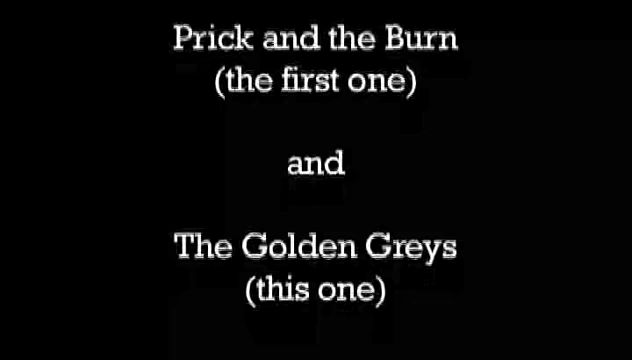 Prick and the Burn
(the first one)
and
The Golden Greys
(this one)